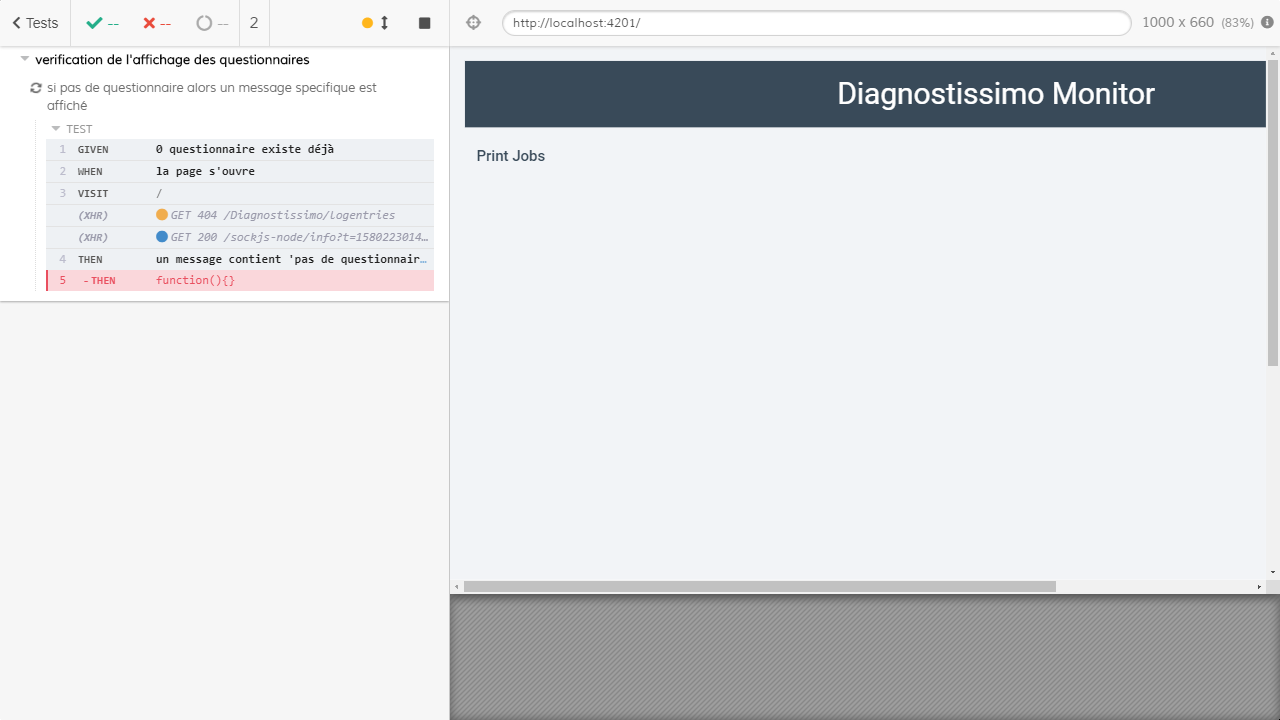 Tests
--
--
--
2
http://localhost:4201/
1000 x 660 (83%)
verification de l'affichage des questionnaires
si pas de questionnaire alors un message specifique est
affiché
TEST
1 GIVEN 0 questionnaire existe déjà
2 WHEN la page s'ouvre
3 VISIT /
(XHR) GET 404 /Diagnostissimo/logentries
(XHR) GET 200 /sockjs-node/info?t=1580223014…
4 THEN un message contient 'pas de questionnair…
5 - THEN function(){}
Diagnostissimo Monitor
Print Jobs